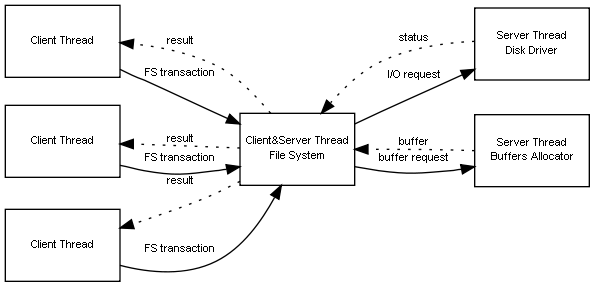 Client Thread
result
FS transaction
Client Thread
result
FS transaction
result
Client Thread
FS transaction
Client&Server Thread
File System
status
I/O request
buffer
buffer request
Server Thread
Disk Driver
Server Thread
Buffers Allocator